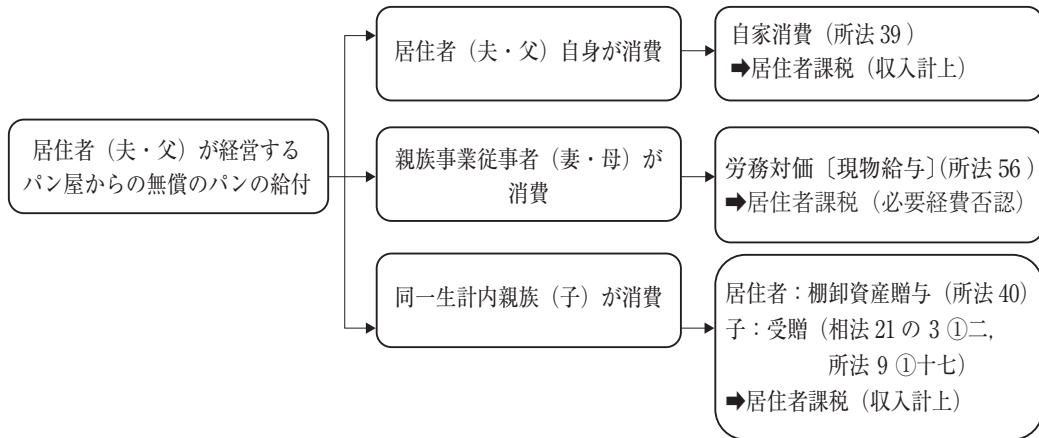 居住者（夫・父）が経営する
パン屋からの無償のパンの給付
居住者（夫・父）自身が消費
自家消費（所法 39 ）
➡居住者課税（収入計上）
親族事業従事者（妻・母）が
消費
労務対価〔現物給与〕（所法 56 ）
➡居住者課税（必要経費否認）
同一生計内親族（子）が消費
居住者：棚卸資産贈与（所法 40）
子：受贈（相法 21 の 3 ①二，
所法 9 ①十七）
➡居住者課税（収入計上）